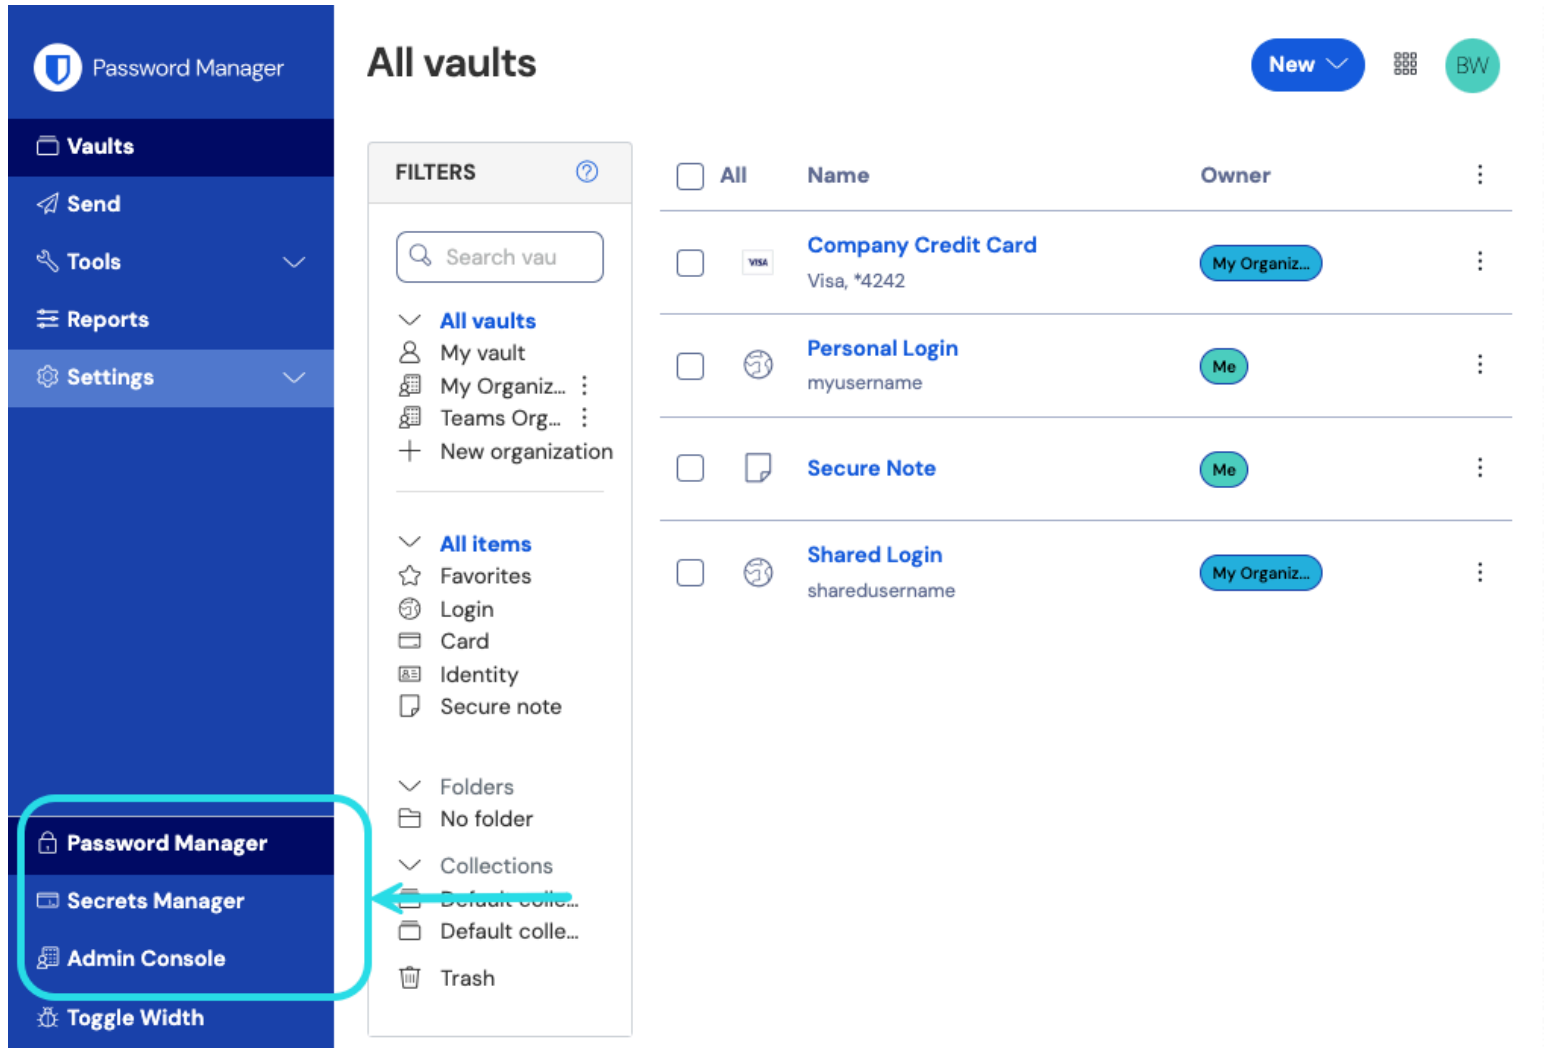 Password Manager
Vaults
Send
Tools
Reports
Settings
Password Manager
Secrets Manager
Admin Console
Toggle Width
All vaults
New
BW
FILTERS
Search vau
All vaults
My vault
My Organiz...
Teams Org...
New organization
All items
Favorites
Login
Card
Identity
Secure note
Folders
No folder
Collections
Default colle...
Default colle...
Trash
All Name Owner
VISA Company Credit Card My Organiz...
Visa, *4242
Personal Login Me
myusername
Secure Note Me
Shared Login My Organiz...
sharedusername